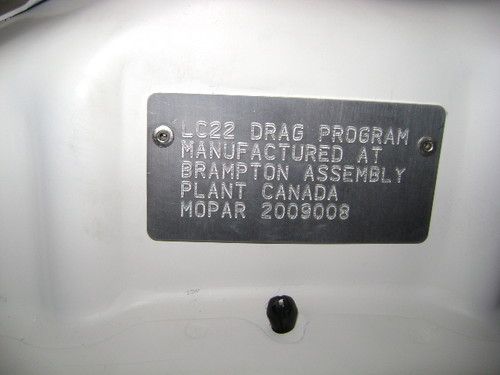 LC22 DRAG PROGRAM
MANUFACTURED AT
BRAMPTON ASSEMBLY
PLANT CANADA
MOPAR 2009008